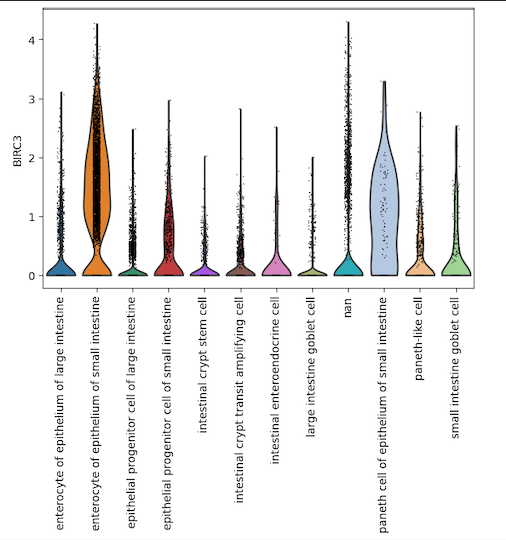 BIRC3
4
3
2
1
0
enterocyte of epithelium of large intestine
enterocyte of epithelium of small intestine
epithelial progenitor cell of large intestine
epithelial progenitor cell of small intestine
intestinal crypt stem cell
intestinal crypt transit amplifying cell
intestinal enteroendocrine cell
large intestine goblet cell
nan
paneth cell of epithelium of small intestine
paneth-like cell
small intestine goblet cell